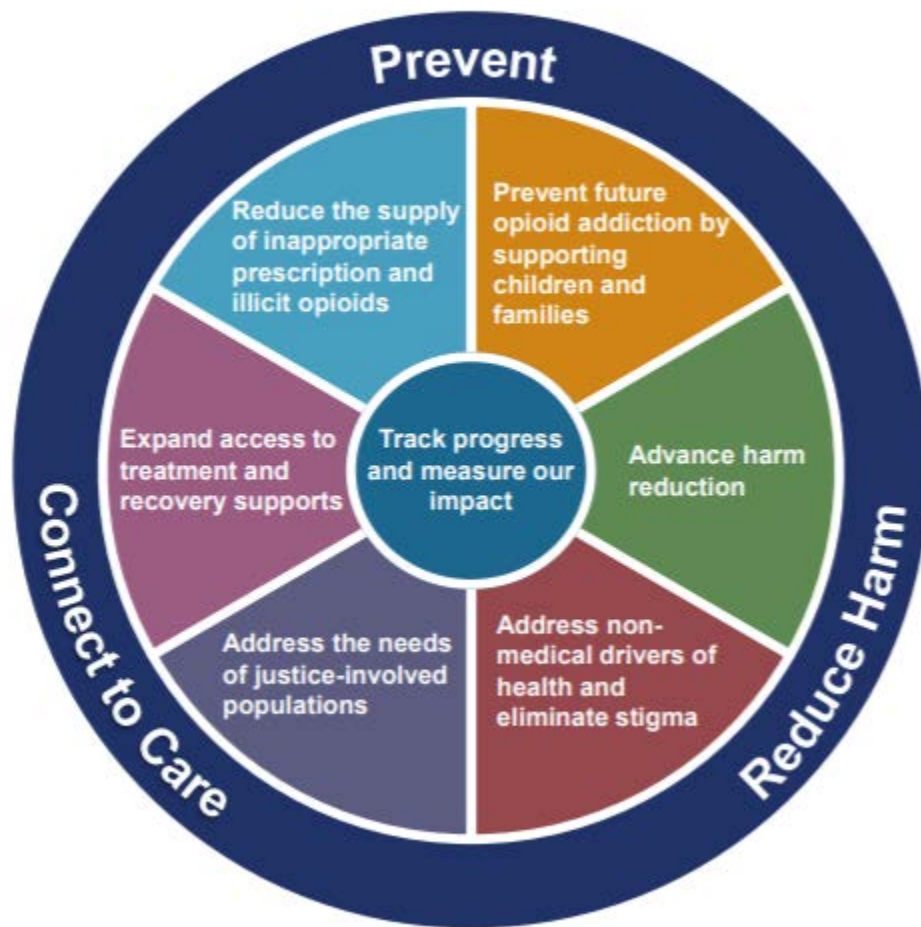 Prevent
Reduce the supply
of inappropriate
prescription and
illicit opioids
Prevent future
opioid addiction by
supporting
children and
families
Expand access to
treatment and
recovery supports
Track progress
and measure our
impact
Advance harm
reduction
Address the needs
of justice-involved
populations
Address non-
medical drivers of
health and
eliminate stigma
Connect to Care
Reduce Harm